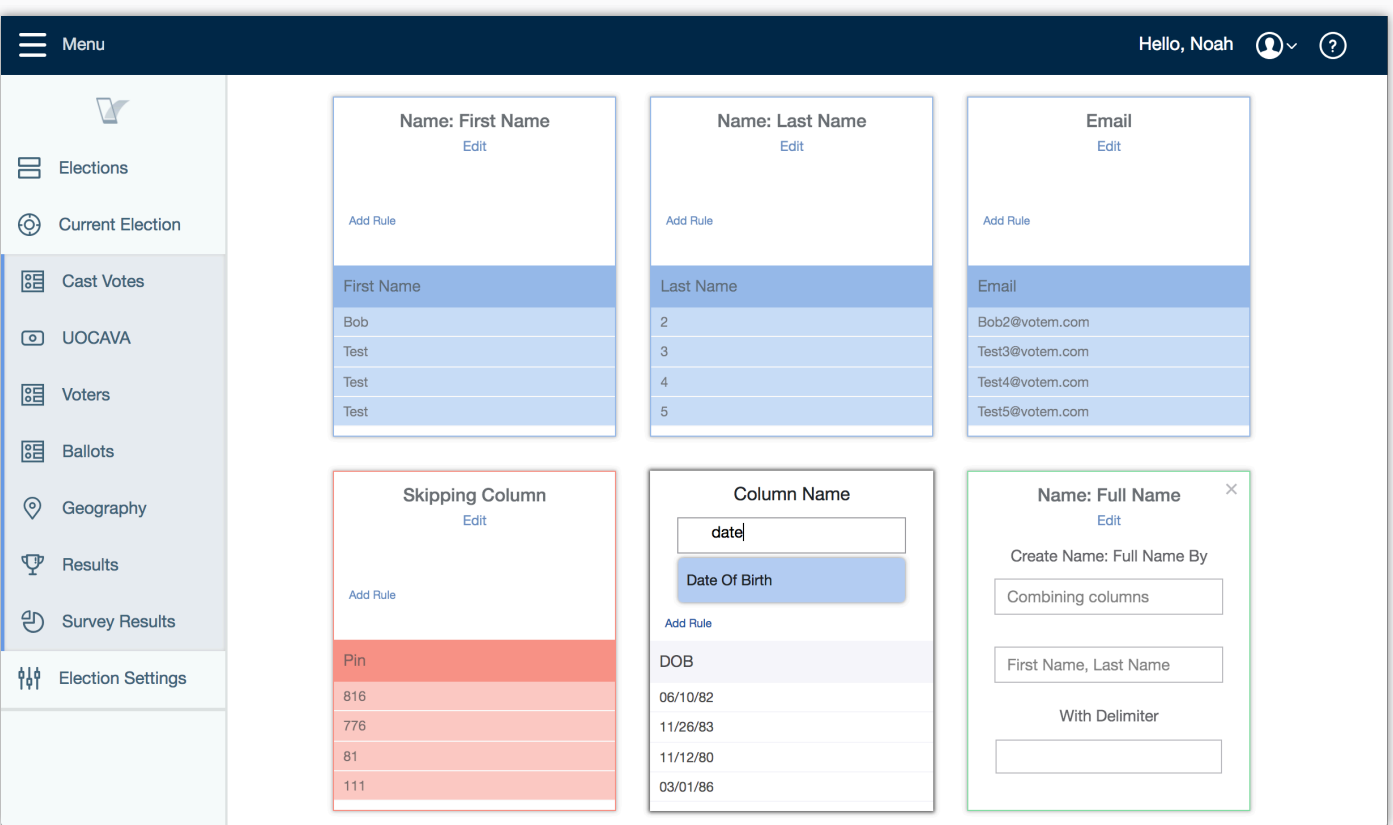 Menu
Hello, Noah
?
Elections
Current Election
Cast Votes
UOCAVA
Voters
Ballots
Geography
Results
Survey Results
Election Settings
Name: First Name
Edit
Add Rule
First Name
Bob
Test
Test
Test
Name: Last Name
Edit
Add Rule
Last Name
2
3
4
5
Email
Edit
Add Rule
Email
Bob2@votem.com
Test3@votem.com
Test4@votem.com
Test5@votem.com
Skipping Column
Edit
Add Rule
Pin
816
776
81
111
Column Name
date
Date Of Birth
Add Rule
DOB
06/10/82
11/26/83
11/12/80
03/01/86
Name: Full Name
Edit
Create Name: Full Name By
Combining columns
First Name, Last Name
With Delimiter